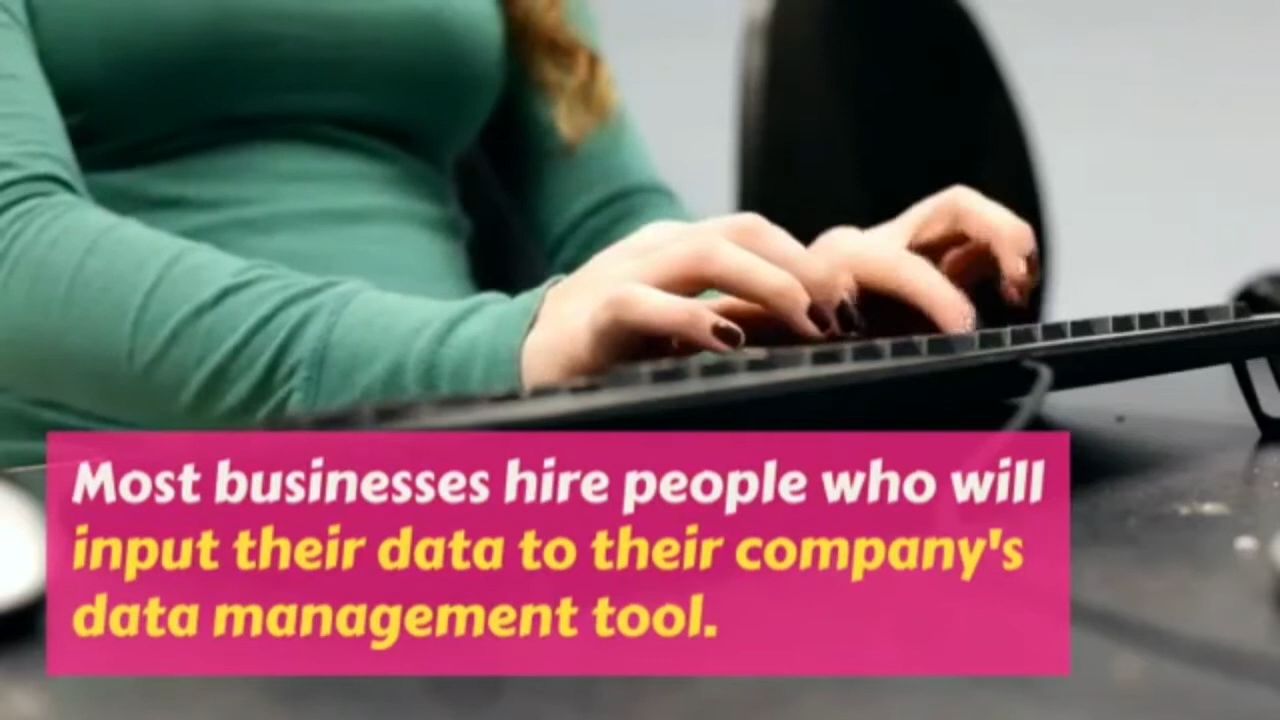 Most businesses hire people who will
input their data to their company's
data management tool.